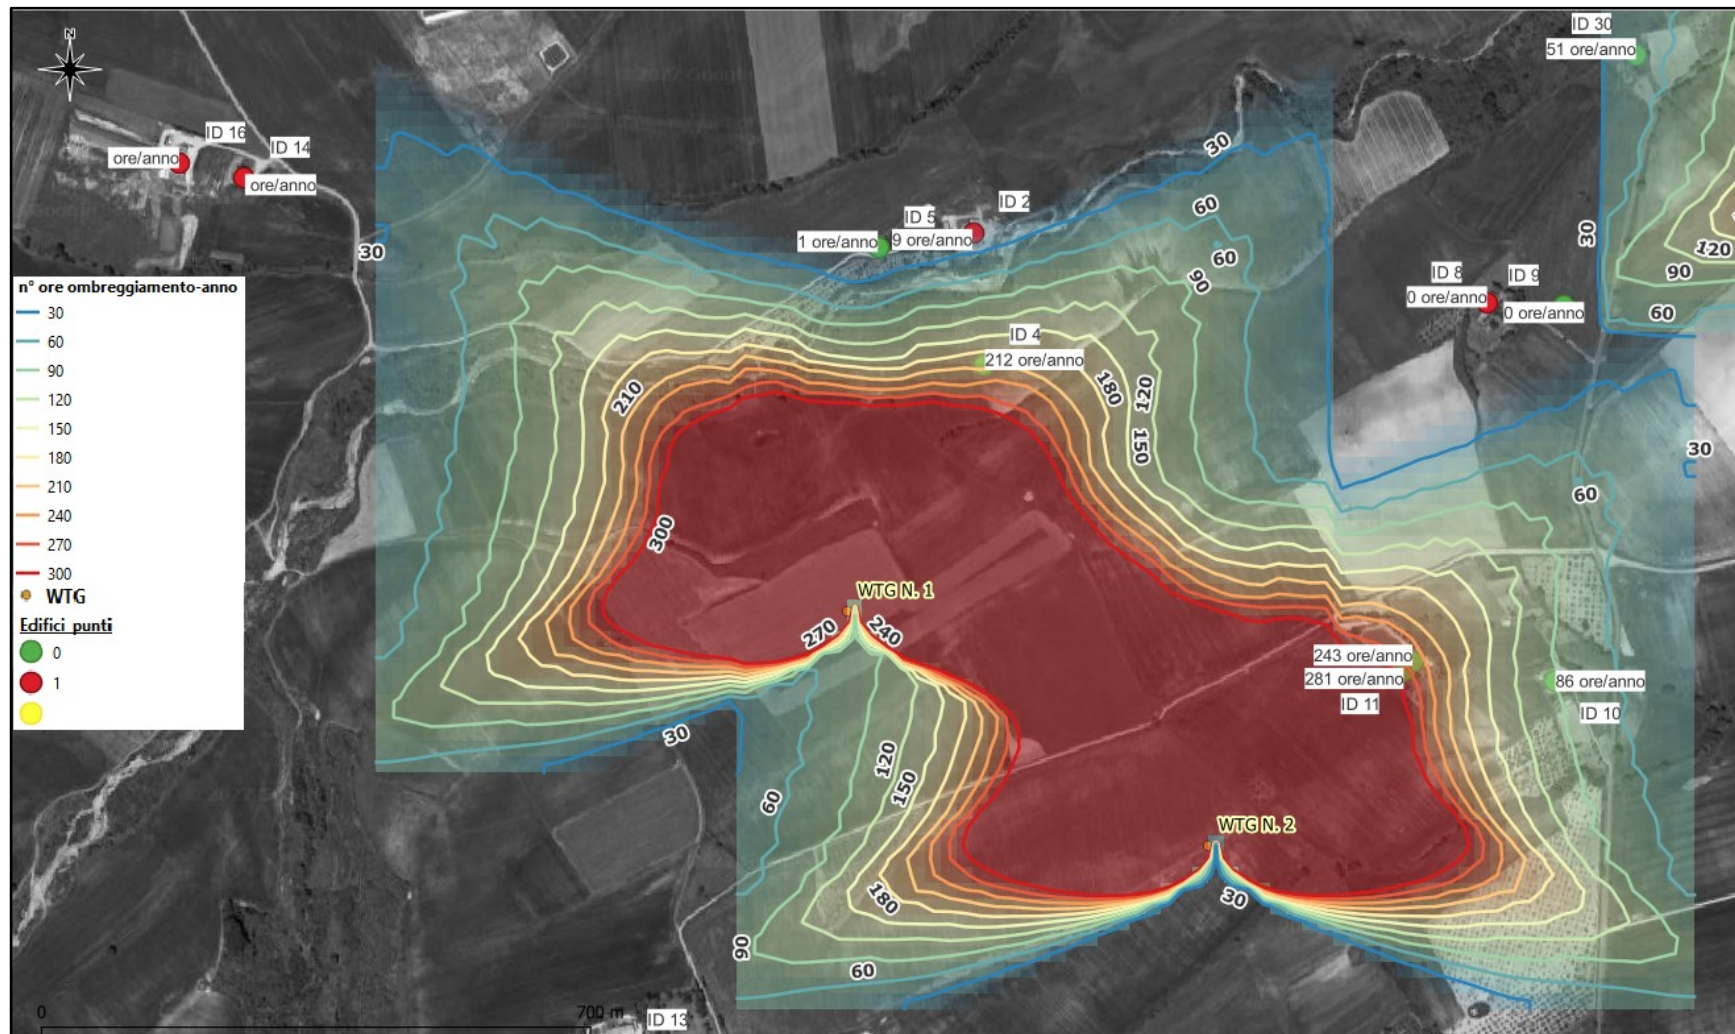 N
ID 30
51 ore/anno
ID 16
ID 14
ore/anno
ore/anno
30
30
ID 2
ID 5
1 ore/anno
9 ore/anno
60
60
90
30
120
90
60
ID 8
ID 9
0 ore/anno
0 ore/anno
n° ore ombreggiamento-anno
30
60
90
120
150
180
210
240
270
300
WTG
Edifici punti
0
1
ID 4
212 ore/anno
210
180
120
150
30
60
300
WTG N. 1
270
240
243 ore/anno
281 ore/anno
ID 11
86 ore/anno
ID 10
30
120
150
60
WTG N. 2
180
30
90
60
0
700 m
ID 13